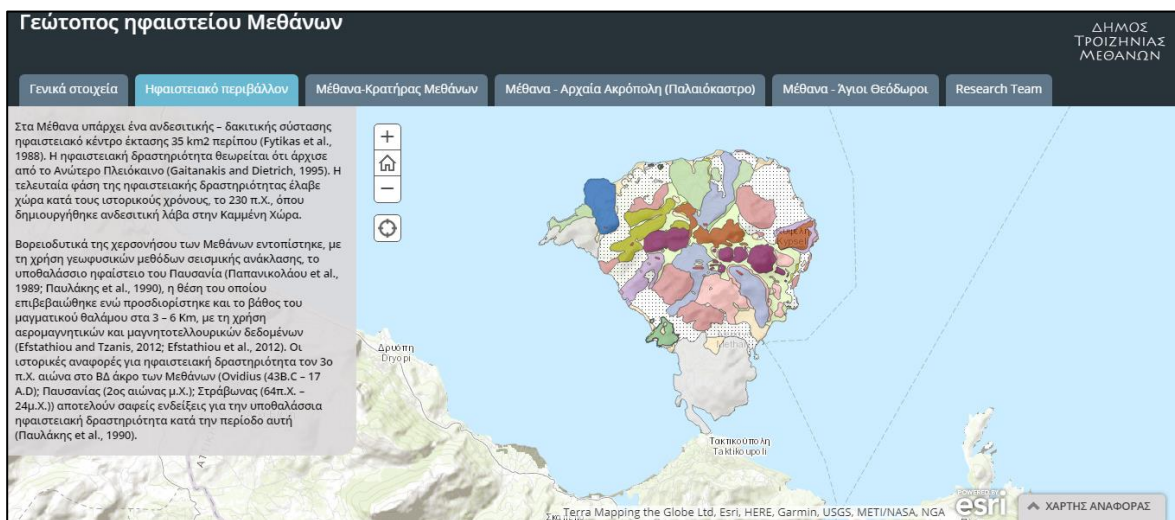 Γεώτοπος ηφαιστείου Μεθάνων
ΔΗΜΟΣ
ΤΡΟΙΖΗΝΙΑΣ
ΜΕΘΑΝΩΝ
Γενικά στοιχεία
Ηφαιστειακό περιβάλλον
Μέθανα-Κρατήρας Μεθάνων
Μέθανα - Αρχαία Ακρόπολη (Παλαιόκαστρο)
Μέθανα - Άγιοι Θεόδωροι
Research Team
Στα Μέθανα υπάρχει ένα ανδεσιτικής – δακιτικής σύστασης
ηφαιστειακό κέντρο έκτασης 35 km2 περίπου (Fytikas et al.,
1988). Η ηφαιστειακή δραστηριότητα θεωρείται ότι άρχισε
από το Ανώτερο Πλειόκαινο (Gaitanakis and Dietrich, 1995). Η
τελευταία φάση της ηφαιστειακής δραστηριότητας έλαβε
χώρα κατά τους ιστορικούς χρόνους, το 230 π.Χ., όπου
δημιουργήθηκε ανδεσιτική λάβα στην Καμμένη Χώρα.
Βορειοδυτικά της χερσονήσου των Μεθάνων εντοπίστηκε, με
τη χρήση γεωφυσικών μεθόδων σεισμικής ανάκλασης, το
υποθαλάσσιο ηφαίστειο του Παυσανία (Παπανικολάου et al.,
1989; Παυλάκης et al., 1990), η θέση του οποίου
επιβεβαιώθηκε ενώ προσδιορίστηκε και το βάθος του
μαγματικού θαλάμου στα 3 – 6 Km, με τη χρήση
αερομαγνητικών και μαγνητοτελλουρικών δεδομένων
(Efstathiou and Tzanis, 2012; Efstathiou et al., 2012). Οι
ιστορικές αναφορές για ηφαιστειακή δραστηριότητα τον 3ο
π.Χ. αιώνα στο ΒΔ άκρο των Μεθάνων (Ovidius (43B.C – 17
A.D); Παυσανίας (2ος αιώνας μ.Χ.); Στράβωνας (64π.Χ. –
24μ.Χ.)) αποτελούν σαφείς ενδείξεις για την υποθαλάσσια
ηφαιστειακή δραστηριότητα κατά την περίοδο αυτή
(Παυλάκης et al., 1990).
Kypseli
Methana
Δρυόπη
Dryopi
Τακτικούπολη
Taktikoupoli
Terra Mapping the Globe Ltd, Esri, HERE, Garmin, USGS, METI/NASA, NGA
POWERED BY
esri
ΧΑΡΤΗΣ ΑΝΑΦΟΡΑΣ